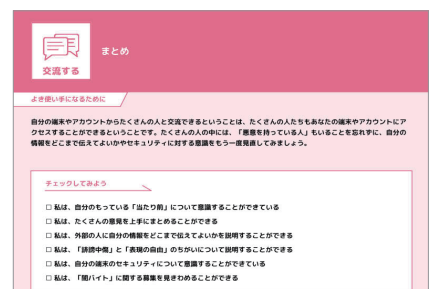 交流する
まとめ
よき使い手になるために
自分の端末やアカウントからたくさんの人と交流できるということは、たくさんの人たちもあなたの端末やアカウントにア
クセスすることができるということです。たくさんの人の中には、「悪意を持っている人」もいることを忘れずに、自分の
情報をどこまで伝えてよいかやセキュリティに対する意識をもう一度見直してみましょう。
チェックしてみよう
□ 私は、自分のもっている「当たり前」について意識することができている
□ 私は、たくさんの意見を上手にまとめることができる
□ 私は、外部の人に自分の情報をどこまで伝えてよいかを説明することができる
□ 私は、「誹謗中傷」と「表現の自由」のちがいについて説明することができる
□ 私は、自分の端末のセキュリティについて意識することができている
□ 私は、「闇バイト」に関する募集を見きわめることができる